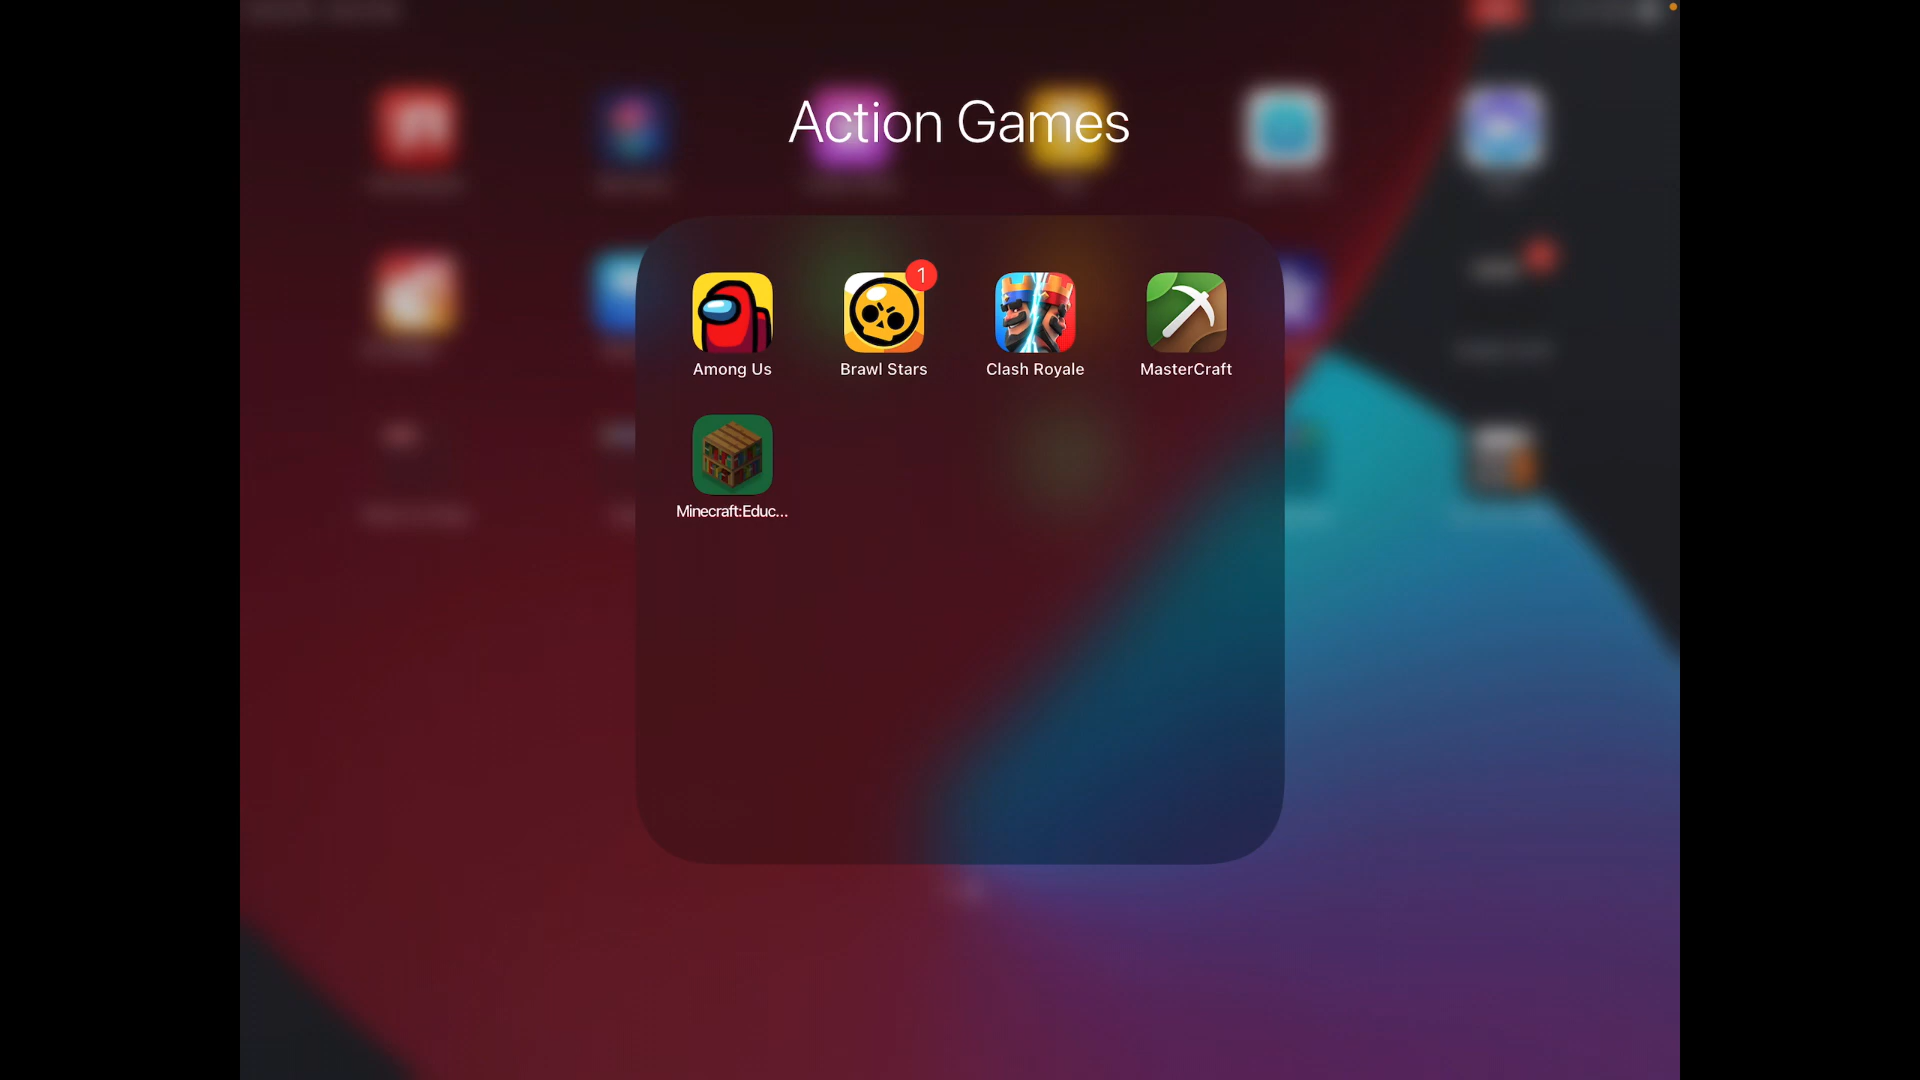 Action Games
1
Among Us
Brawl Stars
Clash Royale
MasterCraft
Minecraft:Educ...